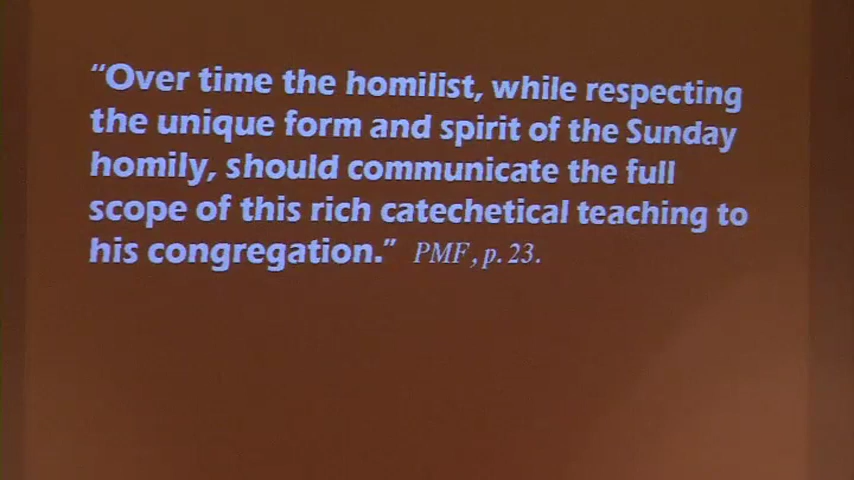 “Over time the homilist, while respecting
the unique form and spirit of the Sunday
homily, should communicate the full
scope of this rich catechetical teaching to
his congregation.” PMF, p. 23.